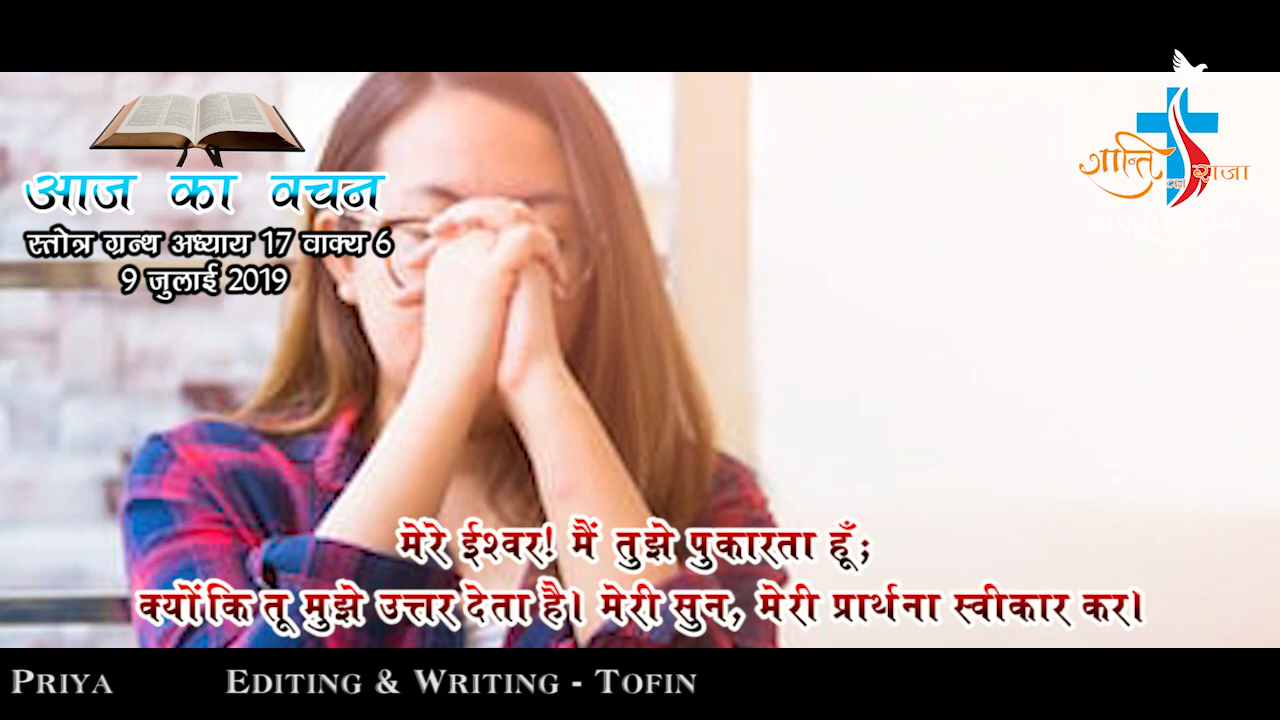 आज का वचन
स्तोत्र ग्रन्थ अध्याय 17 वाक्य 6
9 जुलाई 2019
शान्ति का राजा
मेरे ईश्वर! मैं तुझे पुकारता हूँ;
क्योंकि तू मुझे उत्तर देता है। मेरी सुन, मेरी प्रार्थना स्वीकार कर।
PRIYA EDITING & WRITING - TOFIN